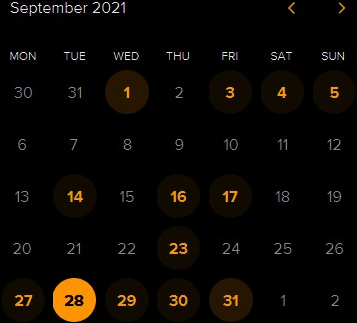 September 2021
MON TUE WED THU FRI SAT SUN
30 31 1 2 3 4 5
6 7 8 9 10 11 12
13 14 15 16 17 18 19
20 21 22 23 24 25 26
27 28 29 30 31 1 2